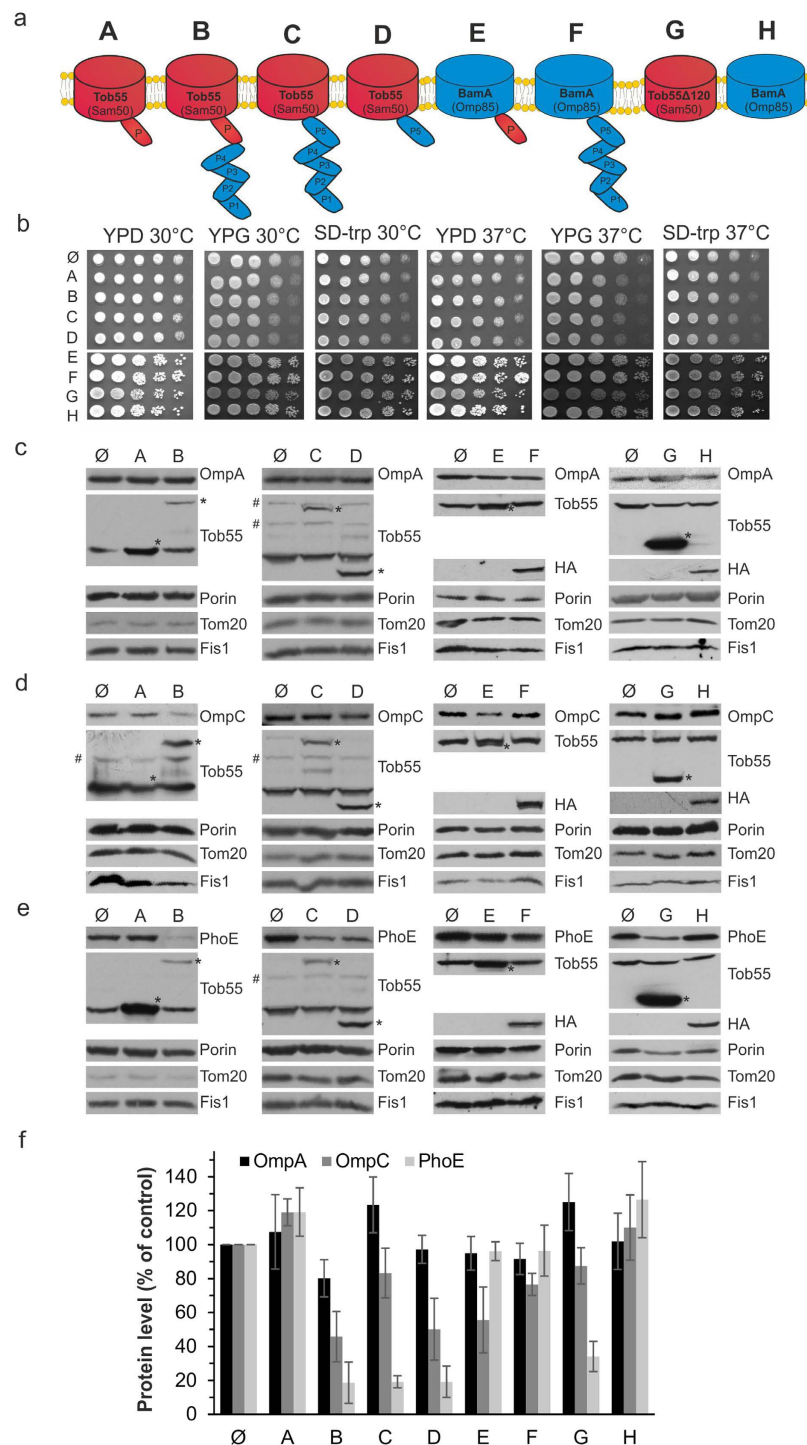 a
A B C D E F G H
Tob55 Tob55 Tob55 Tob55 BamA BamA Tob55Δ120 BamA
(Sam50) (Sam50) (Sam50) (Sam50) (Omp85) (Omp85) (Sam50) (Omp85)
P P P5 P5 P P5
P4 P4 P4
P3 P3 P3
P2 P2 P2
P1 P1 P1
b
YPD 30°C YPG 30°C SD-trp 30°C YPD 37°C YPG 37°C SD-trp 37°C
Ø
A
B
C
D
E
F
G
H
c
Ø A B
OmpA
*
Tob55
*
Porin
Tom20
Fis1
Ø C D
OmpA
#
*
#
Tob55
*
Porin
Tom20
Fis1
Ø E F
OmpA
Tob55
*
HA
Porin
Tom20
Fis1
Ø G H
OmpA
Tob55
*
HA
Porin
Tom20
Fis1
d
Ø A B
OmpC
*
#
Tob55
*
Porin
Tom20
Fis1
Ø C D
OmpC
*
#
Tob55
*
Porin
Tom20
Fis1
Ø E F
OmpC
Tob55
*
HA
Porin
Tom20
Fis1
Ø G H
OmpC
Tob55
*
HA
Porin
Tom20
Fis1
e
Ø A B
PhoE
*
Tob55
*
Porin
Tom20
Fis1
Ø C D
PhoE
*
#
Tob55
*
Porin
Tom20
Fis1
Ø E F
PhoE
Tob55
*
HA
Porin
Tom20
Fis1
Ø G H
PhoE
Tob55
*
HA
Porin
Tom20
Fis1
f
OmpA OmpC PhoE
Protein level (% of control)
140
120
100
80
60
40
20
0
Ø A B C D E F G H